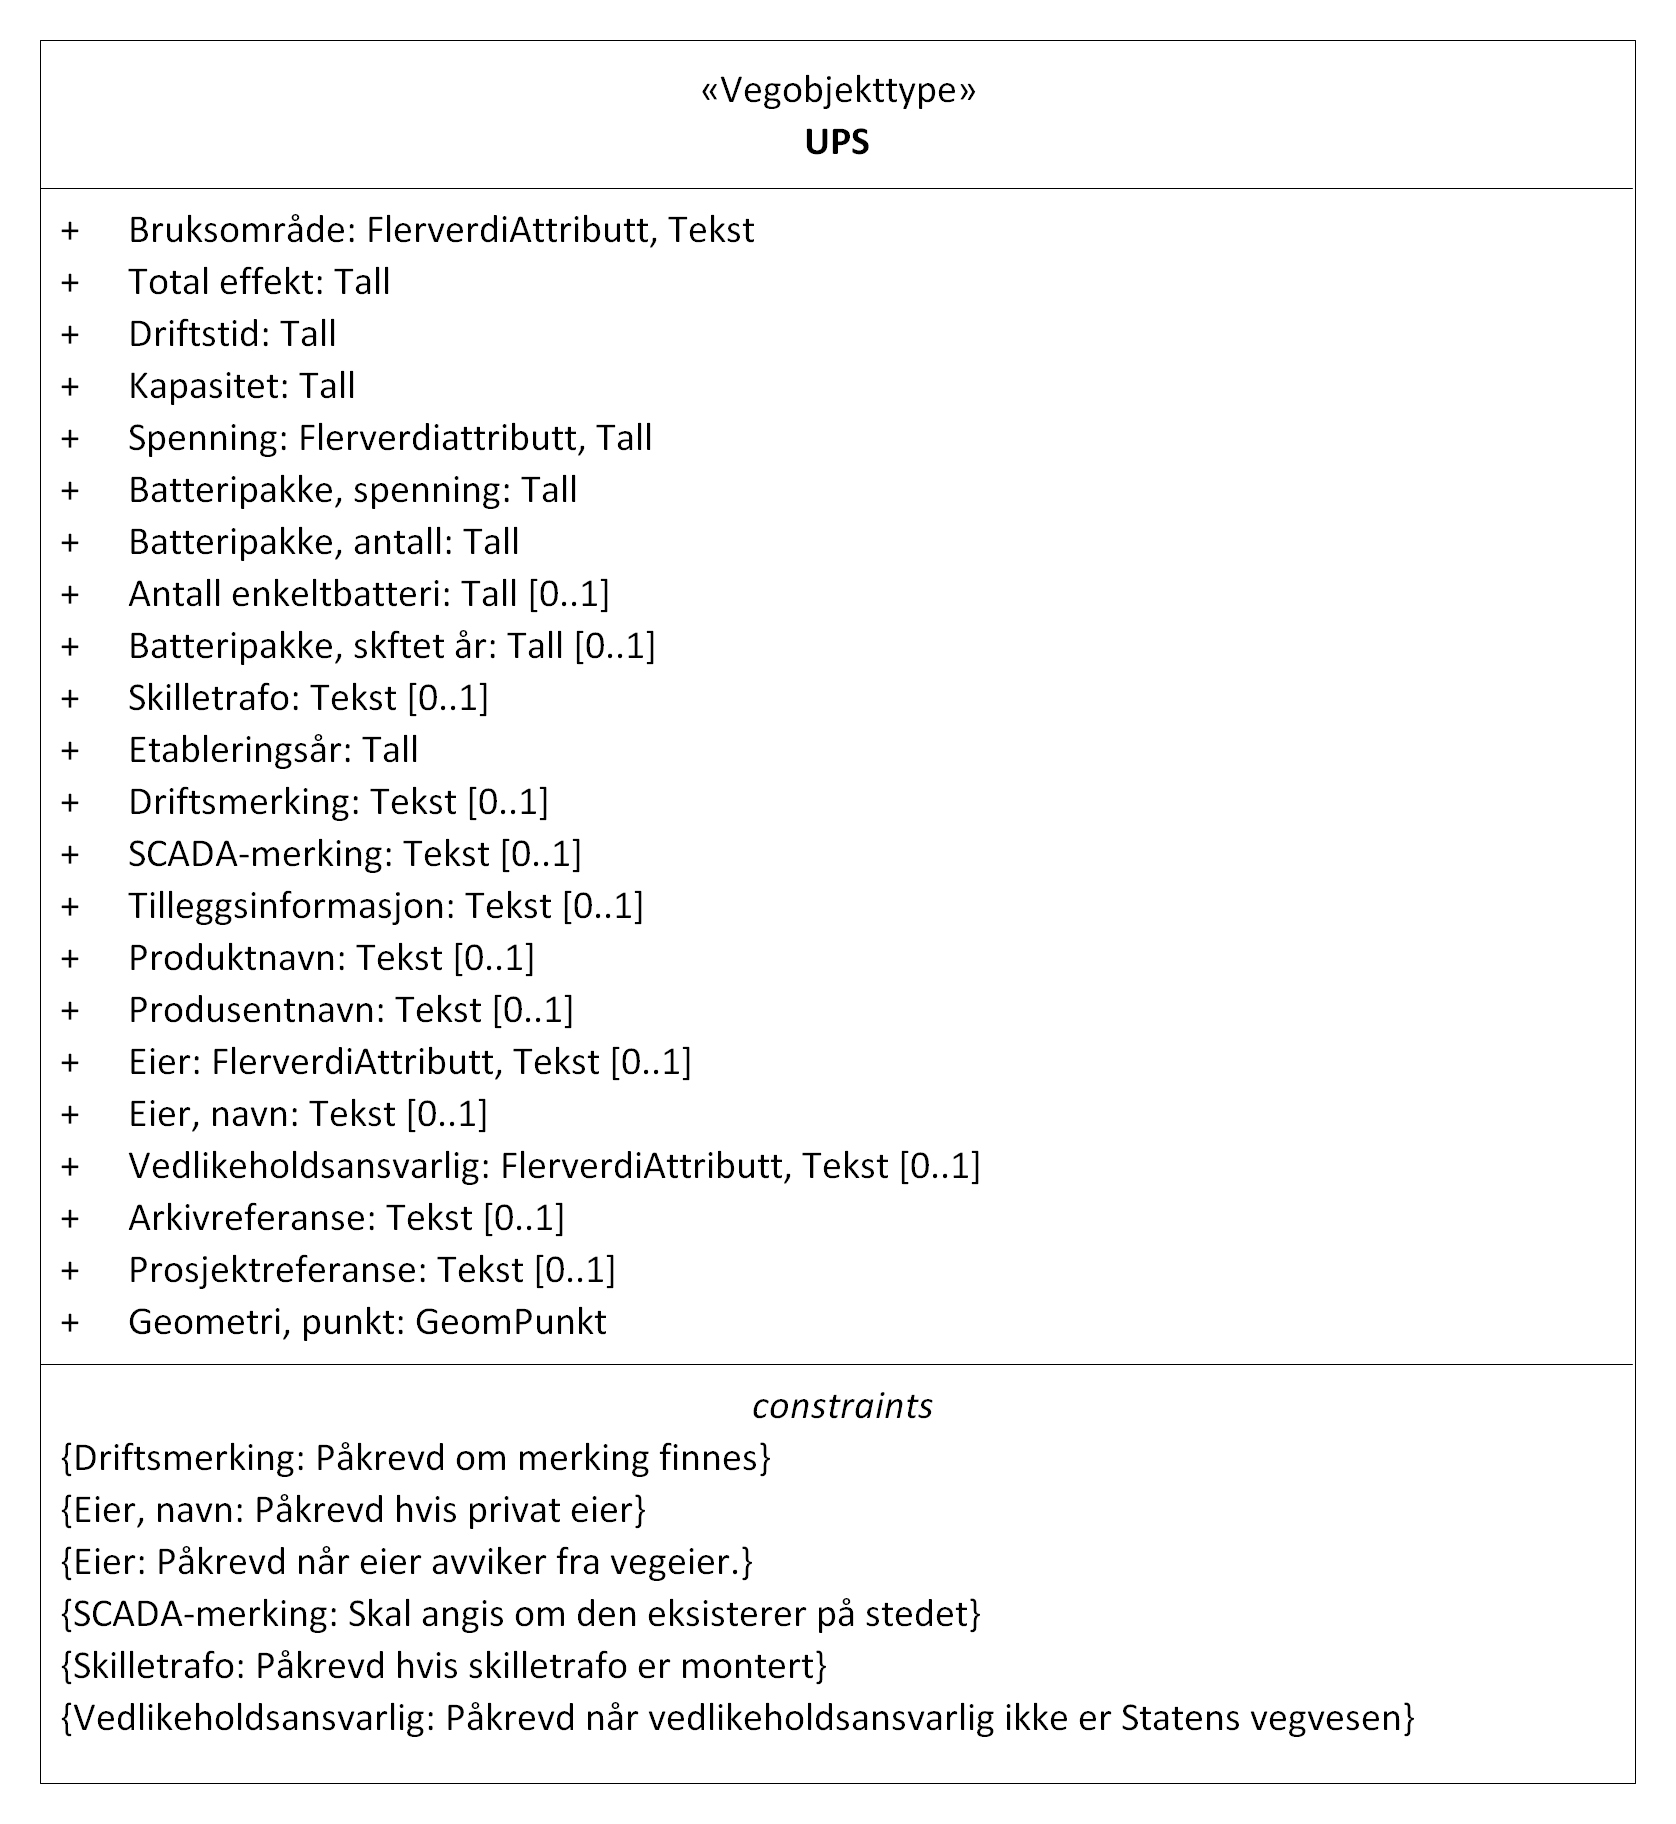 «Vegobjekttype»
UPS
+ Bruksområde: FlerverdiAttributt, Tekst
+ Total effekt: Tall
+ Driftstid: Tall
+ Kapasitet: Tall
+ Spenning: Flerverdiattributt, Tall
+ Batteripakke, spenning: Tall
+ Batteripakke, antall: Tall
+ Antall enkeltbatteri: Tall [0..1]
+ Batteripakke, skftet år: Tall [0..1]
+ Skilletrafo: Tekst [0..1]
+ Etableringsår: Tall
+ Driftsmerking: Tekst [0..1]
+ SCADA-merking: Tekst [0..1]
+ Tilleggsinformasjon: Tekst [0..1]
+ Produktnavn: Tekst [0..1]
+ Produsentnavn: Tekst [0..1]
+ Eier: FlerverdiAttributt, Tekst [0..1]
+ Eier, navn: Tekst [0..1]
+ Vedlikeholdsansvarlig: FlerverdiAttributt, Tekst [0..1]
+ Arkivreferanse: Tekst [0..1]
+ Prosjektreferanse: Tekst [0..1]
+ Geometri, punkt: GeomPunkt
constraints
{Driftsmerking: Påkrevd om merking finnes}
{Eier, navn: Påkrevd hvis privat eier}
{Eier: Påkrevd når eier avviker fra vegeier.}
{SCADA-merking: Skal angis om den eksisterer på stedet}
{Skilletrafo: Påkrevd hvis skilletrafo er montert}
{Vedlikeholdsansvarlig: Påkrevd når vedlikeholdsansvarlig ikke er Statens vegvesen}